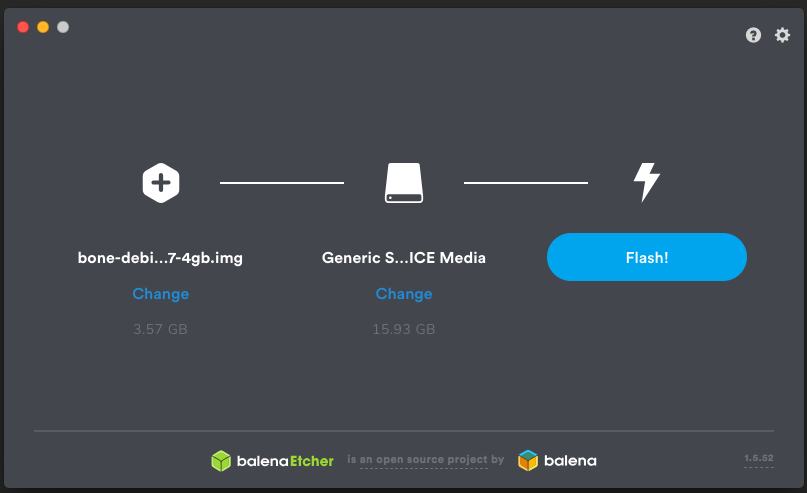 bone-debi...7-4gb.img
Change
3.57 GB
Generic S...ICE Media
Change
15.93 GB
Flash!
balenaEtcher is an open source project by balena
1.5.52